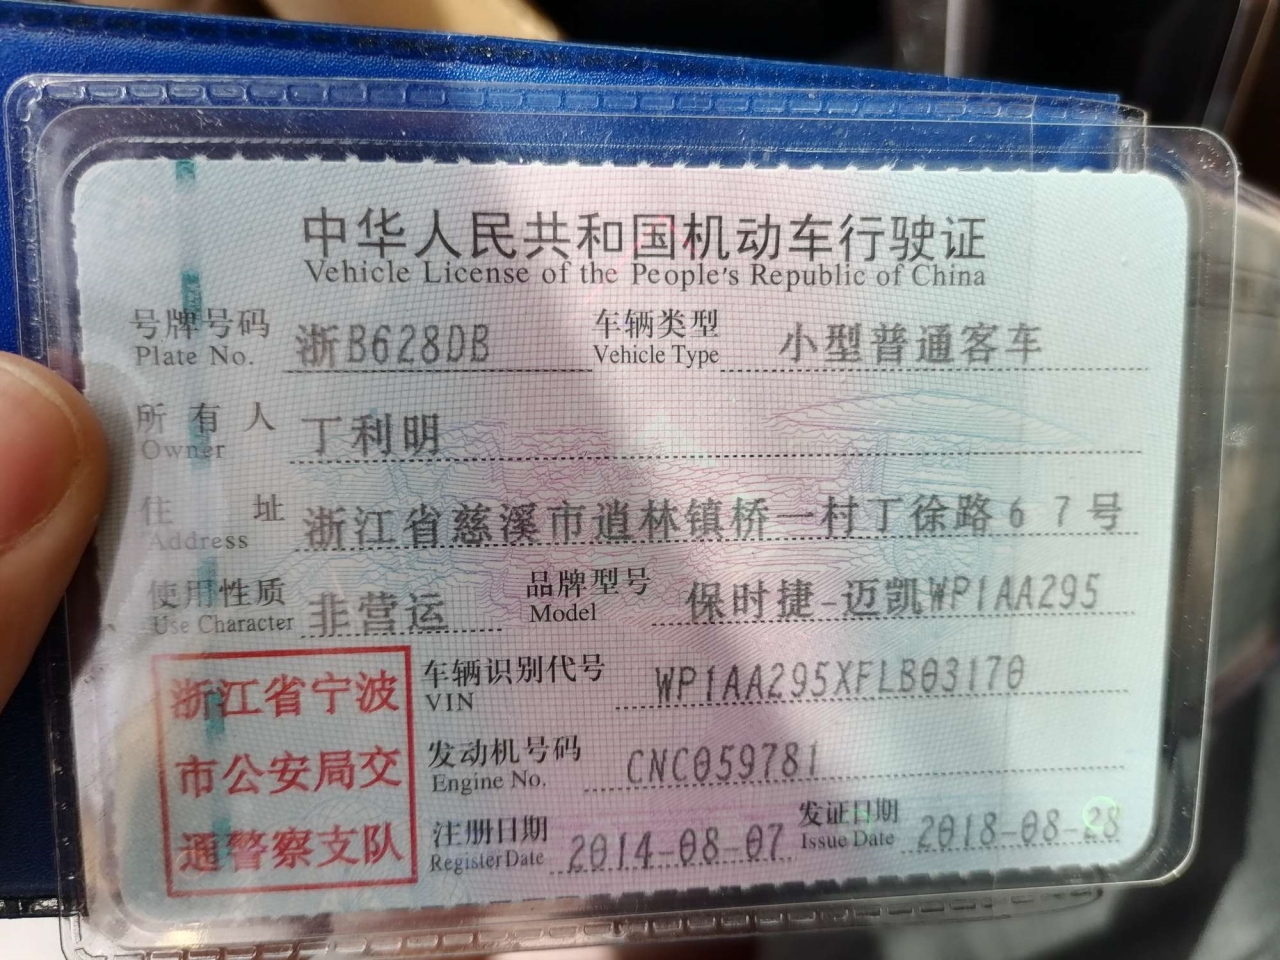 中华人民共和国机动车行驶证
Vehicle License of the People's Republic of China
号牌号码 浙B628DB 车辆类型 小型普通客车
Plate No. Vehicle Type
所有人 丁利明
Owner
住址 浙江省慈溪市逍林镇桥一村丁徐路67号
Address
使用性质 非营运 品牌型号 保时捷-迈凯WP1AA295
Use Character Model
浙江省宁波
市公安局交
通警察支队
车辆识别代号 WP1AA295XFLB03170
VIN
发动机号码 CNC059781
Engine No.
注册日期 2014-08-07 发证日期 2018-08-28
Register Date Issue Date